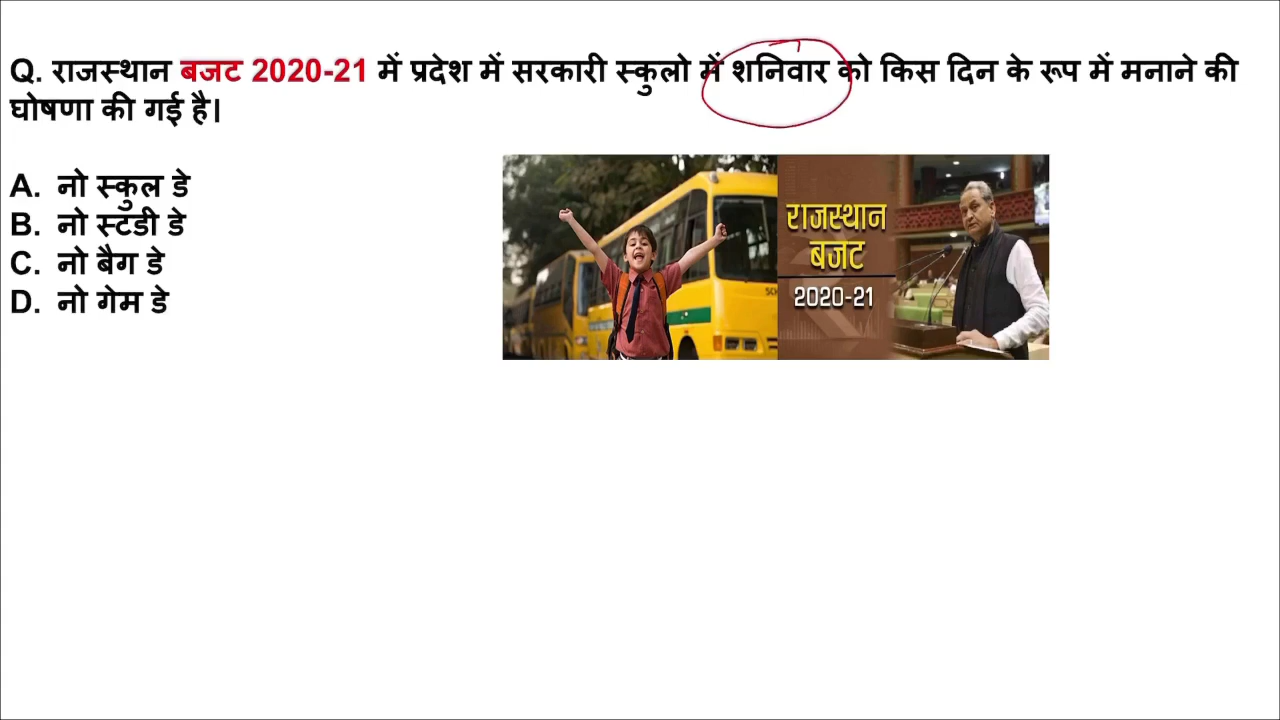 Q. राजस्थान बजट 2020-21 में प्रदेश में सरकारी स्कुलो में शनिवार को किस दिन के रूप में मनाने की
घोषणा की गई है।
A. नो स्कुल डे
B. नो स्टडी डे
C. नो बैग डे
D. नो गेम डे
राजस्थान
बजट
2020-21